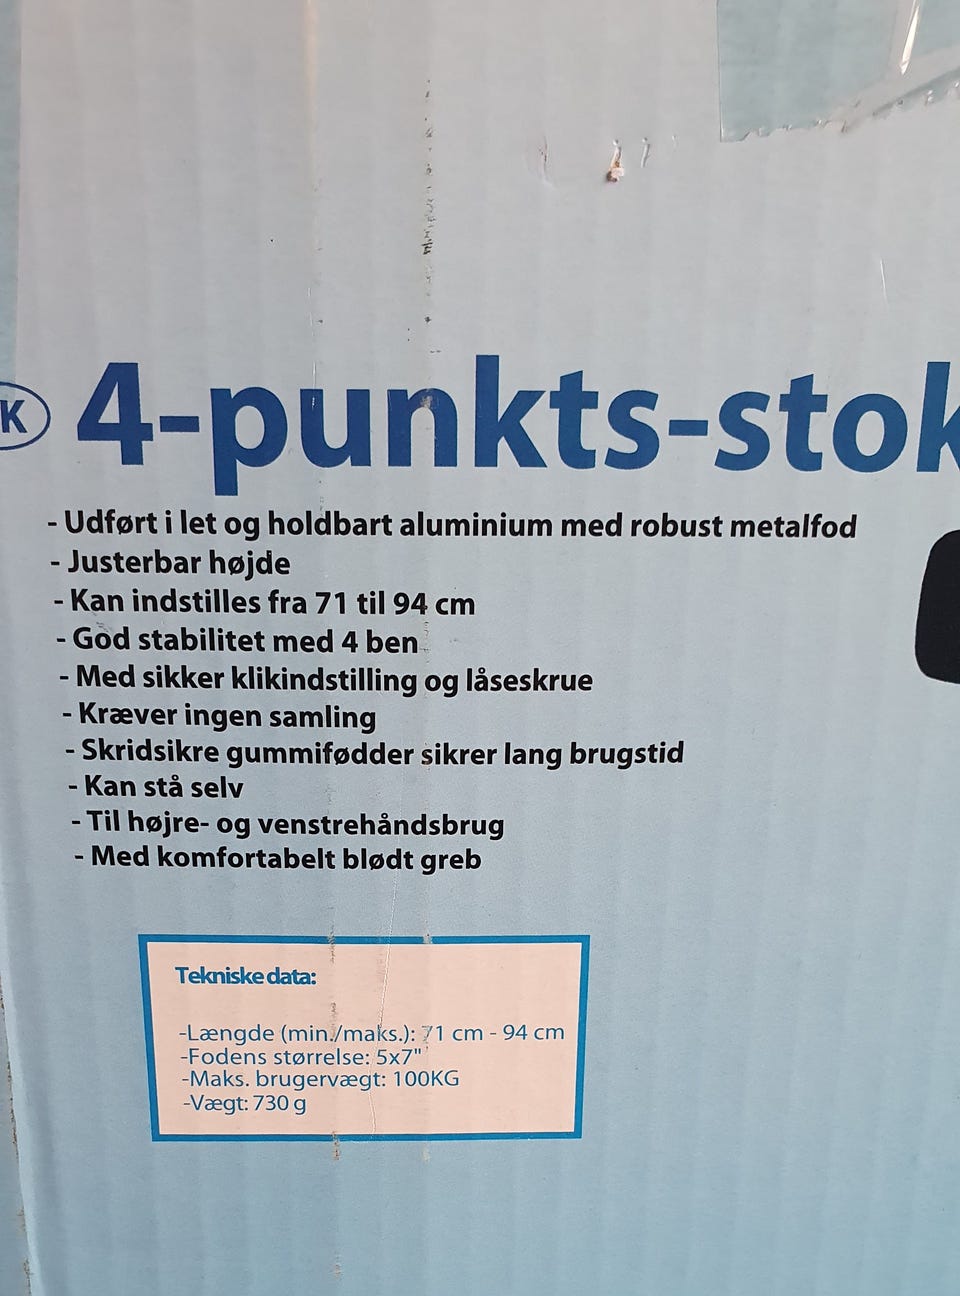 K
4-punkts-stok
- Udført i let og holdbart aluminium med robust metalfod
- Justerbar højde
- Kan indstilles fra 71 til 94 cm
- God stabilitet med 4 ben
- Med sikker klikindstilling og låseskrue
- Kræver ingen samling
- Skridsikre gummifødder sikrer lang brugstid
- Kan stå selv
- Til højre- og venstrehåndsbrug
- Med komfortabelt blødt greb
Tekniske data:
-Længde (min./maks.): 71 cm - 94 cm
-Fodens størrelse: 5x7"
-Maks. brugervægt: 100KG
-Vægt: 730 g